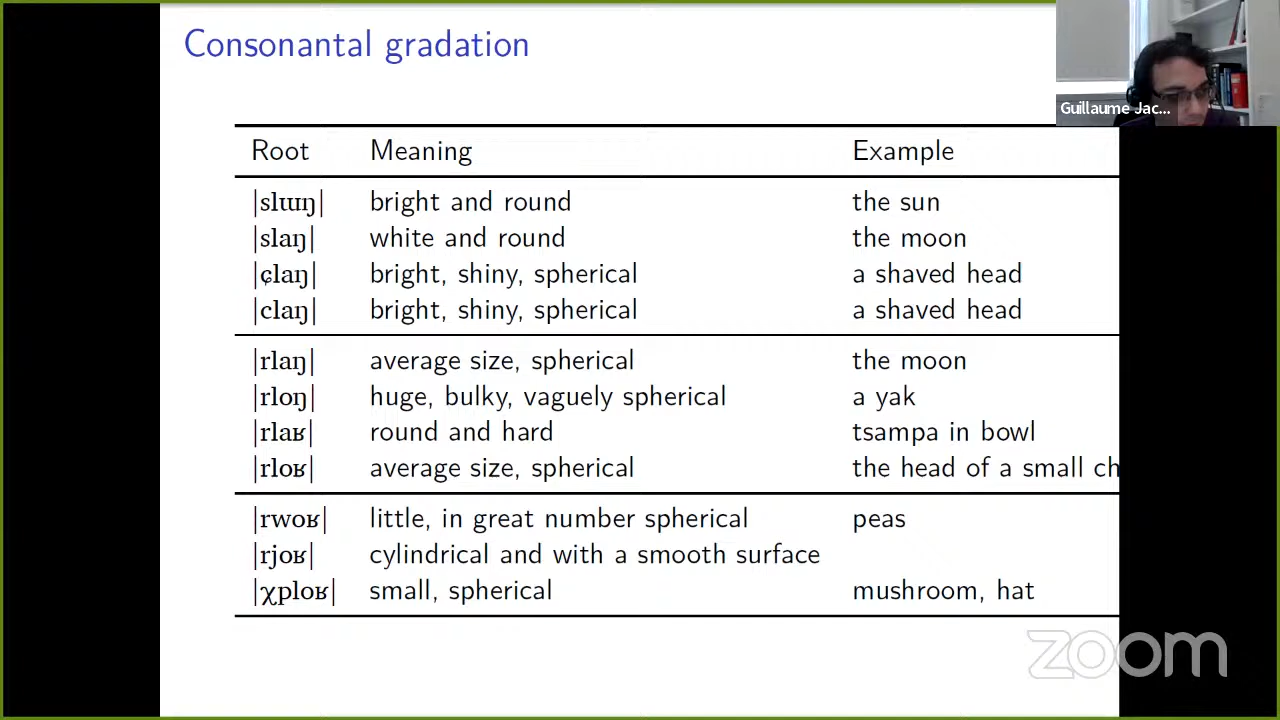 Consonantal gradation
Guillaume Jac...
Root Meaning Example
|slɯŋ| bright and round the sun
|slaŋ| white and round the moon
|ɕlaŋ| bright, shiny, spherical a shaved head
|claŋ| bright, shiny, spherical a shaved head
|rlaŋ| average size, spherical the moon
|rloŋ| huge, bulky, vaguely spherical a yak
|rlaʁ| round and hard tsampa in bowl
|rloʁ| average size, spherical the head of a small ch
|rwoʁ| little, in great number spherical peas
|rjoʁ| cylindrical and with a smooth surface
|χploʁ| small, spherical mushroom, hat
zoom